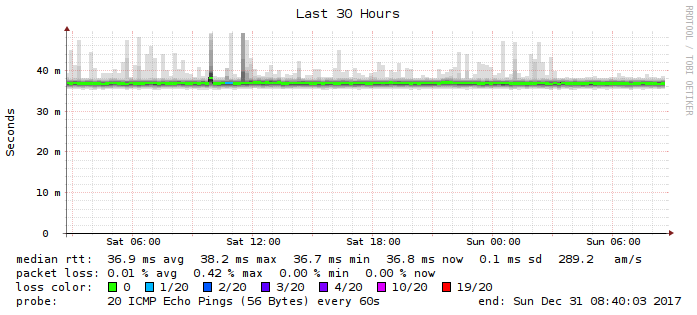 Last 30 Hours
RRDTOOL / TOBI OETIKER
Seconds
40 m
30 m
20 m
10 m
0
Sat 06:00 Sat 12:00 Sat 18:00 Sun 00:00 Sun 06:00
median rtt: 36.9 ms avg 38.2 ms max 36.7 ms min 36.8 ms now 0.1 ms sd 289.2 am/s
packet loss: 0.01 % avg 0.42 % max 0.00 % min 0.00 % now
loss color: 0 1/20 2/20 3/20 4/20 10/20 19/20
probe: 20 ICMP Echo Pings (56 Bytes) every 60s end: Sun Dec 31 08:40:03 2017